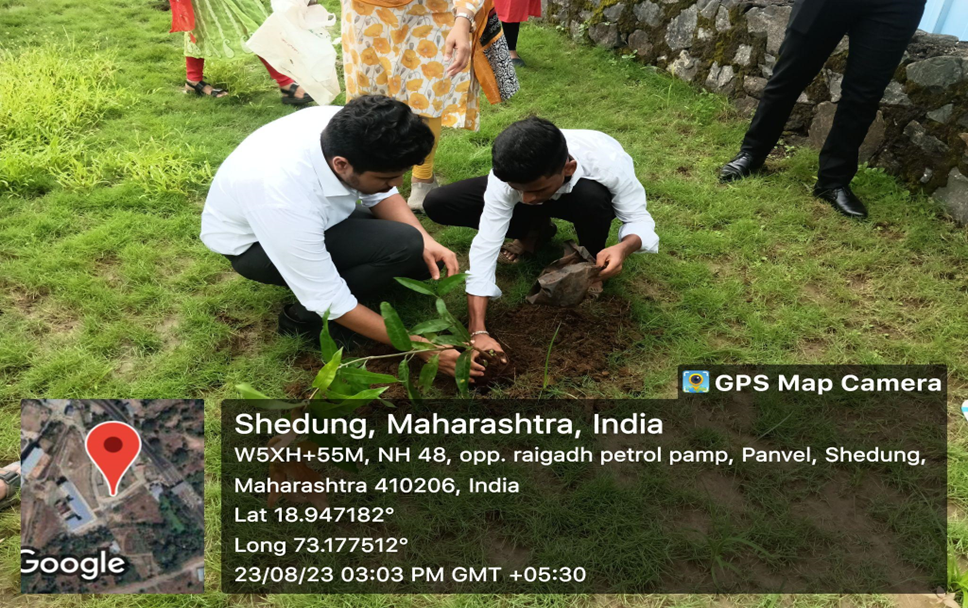 GPS Map Camera
Shedung, Maharashtra, India
W5XH+55M, NH 48, opp. raigadh petrol pamp, Panvel, Shedung,
Maharashtra 410206, India
Lat 18.947182°
Long 73.177512°
23/08/23 03:03 PM GMT +05:30
Google